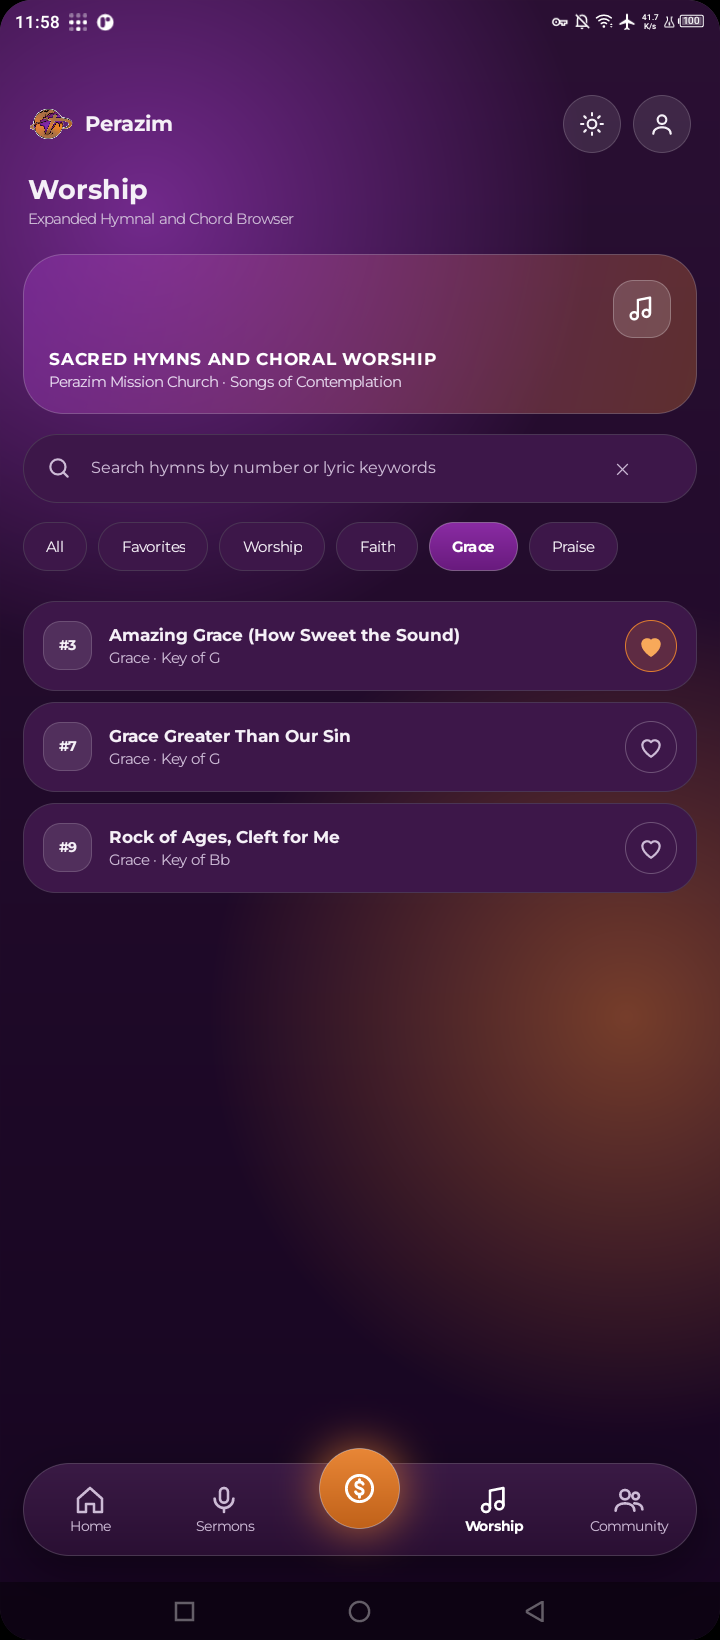 11:58
41.7
K/s
100
Perazim
Worship
Expanded Hymnal and Chord Browser
SACRED HYMNS AND CHORAL WORSHIP
Perazim Mission Church · Songs of Contemplation
Search hymns by number or lyric keywords
All
Favorites
Worship
Faith
Grace
Praise
#3
Amazing Grace (How Sweet the Sound)
Grace · Key of G
#7
Grace Greater Than Our Sin
Grace · Key of G
#9
Rock of Ages, Cleft for Me
Grace · Key of Bb
Home
Sermons
Worship
Community